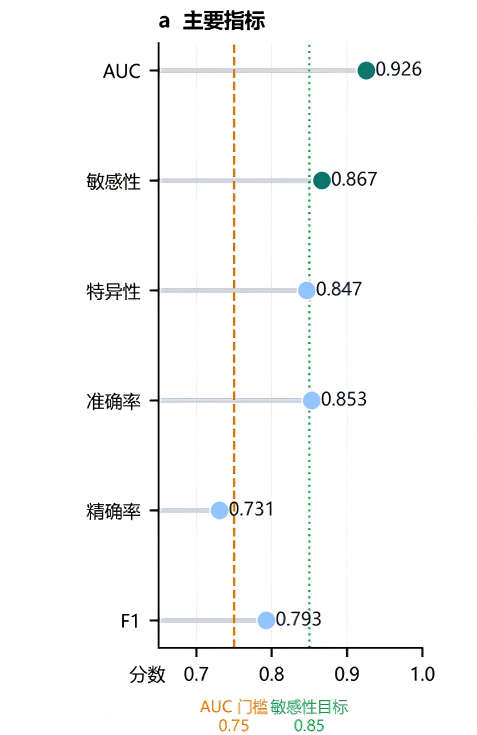 a 主要指标
AUC 0.926
敏感性 0.867
特异性 0.847
准确率 0.853
精确率 0.731
F1 0.793
分数 0.7 0.8 0.9 1.0
AUC 门槛 敏感性目标
0.75 0.85